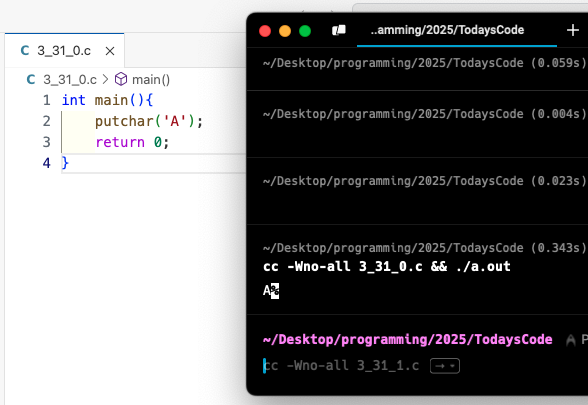 C 3_31_0.c ×
C 3_31_0.c > main()
1 int main(){
2 putchar('A');
3 return 0;
4 }
..amming/2025/TodaysCode +
~/Desktop/programming/2025/TodaysCode (0.059s)
~/Desktop/programming/2025/TodaysCode (0.004s)
~/Desktop/programming/2025/TodaysCode (0.023s)
~/Desktop/programming/2025/TodaysCode (0.343s)
cc -Wno-all 3_31_0.c && ./a.out
A%
~/Desktop/programming/2025/TodaysCode P
cc -Wno-all 3_31_1.c →